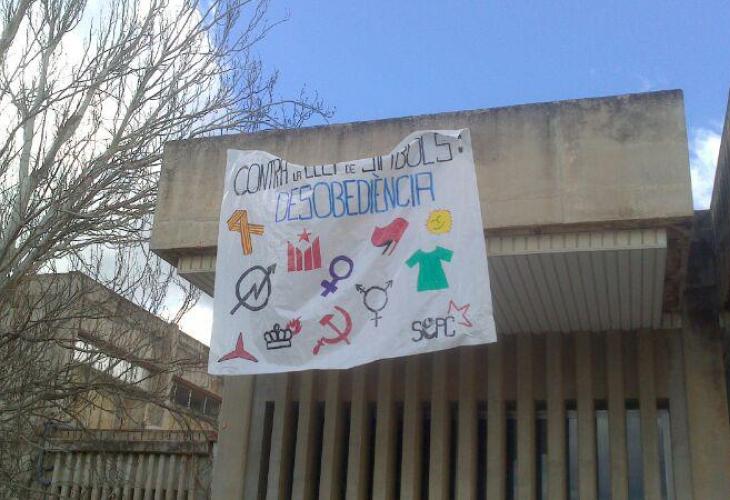 CONTRA LA LLEI DE SÍMBOLS:
DESOBEDIÈNCIA
SEPC